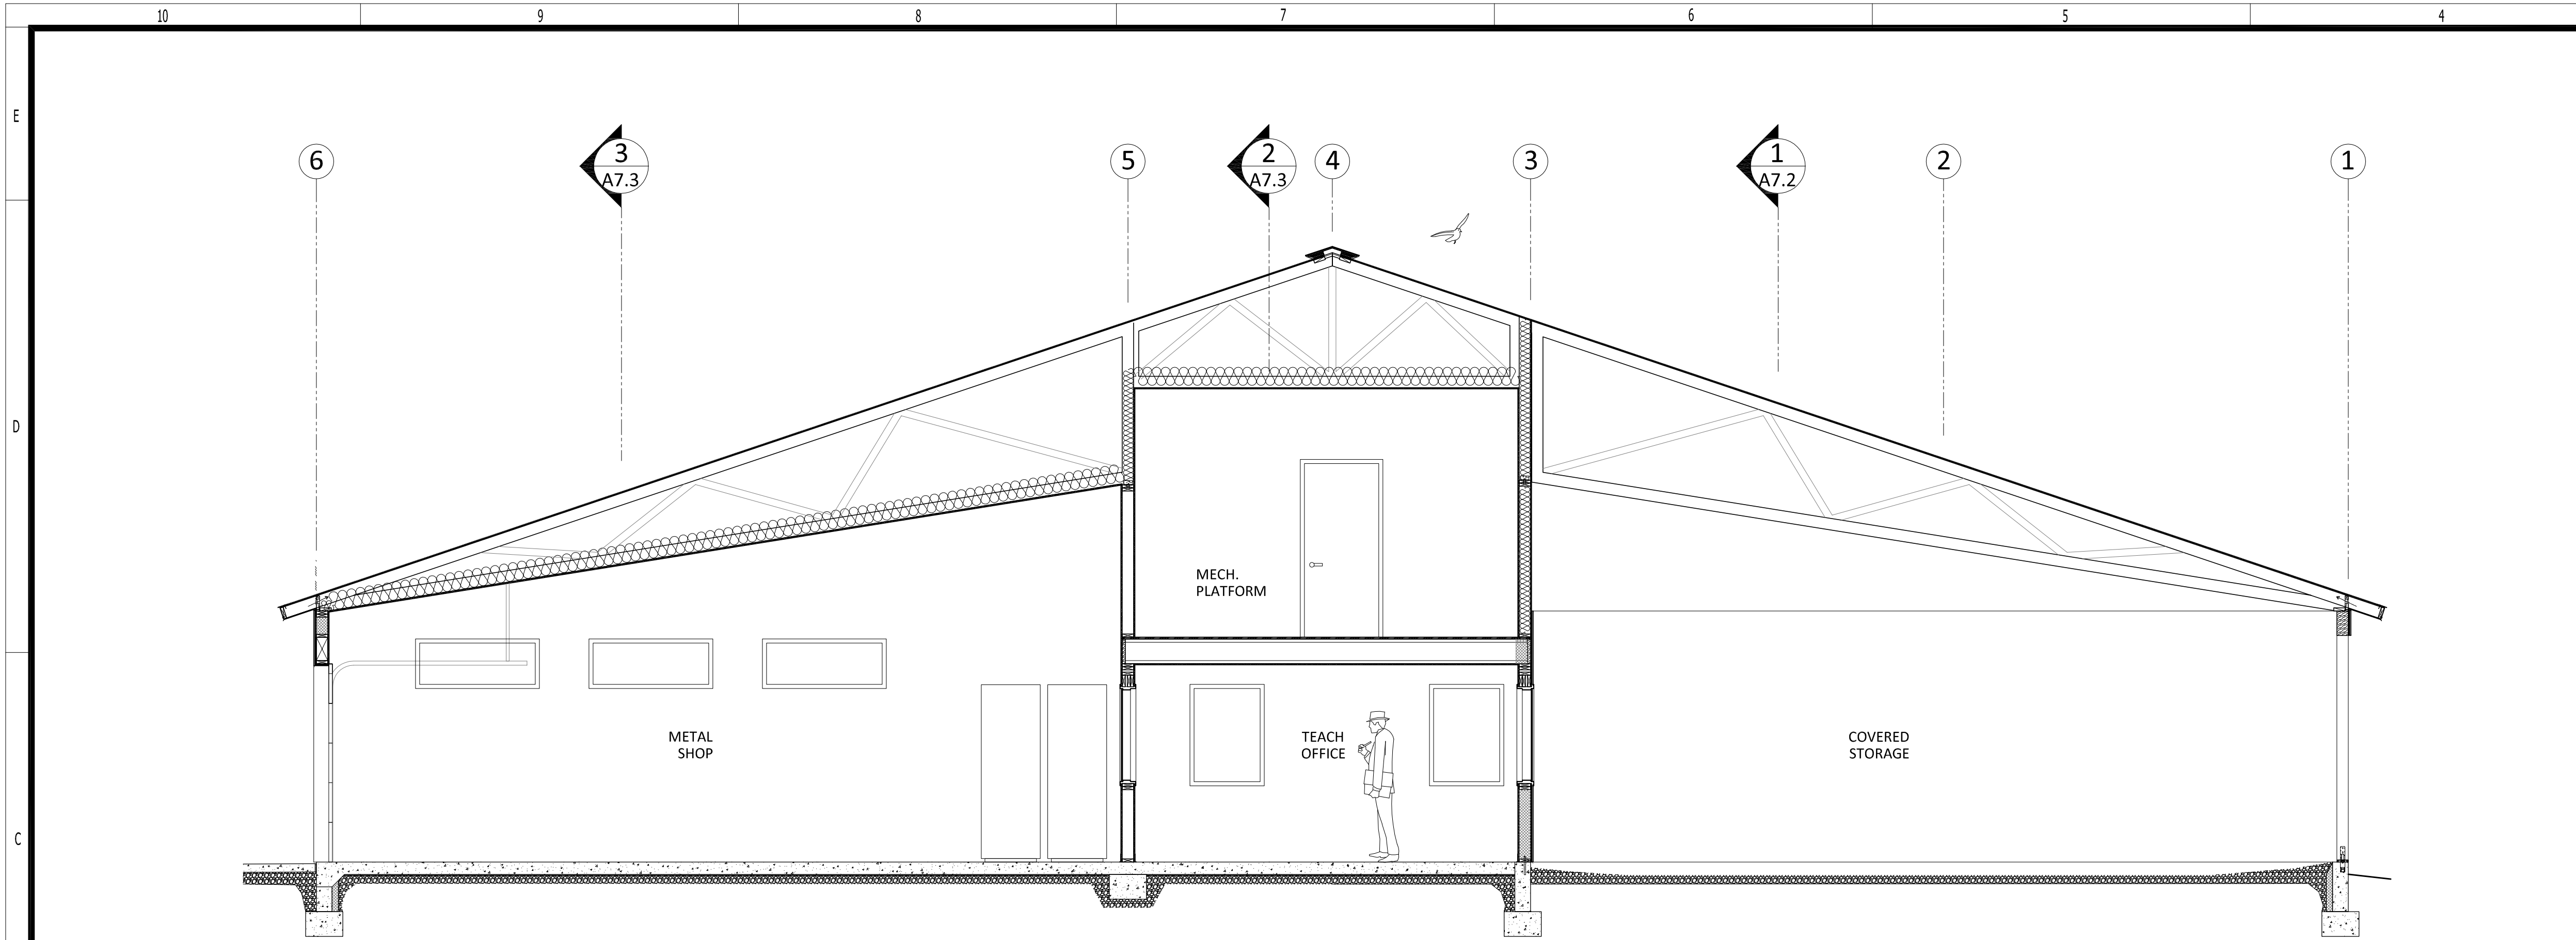 10 9 8 7 6 5 4
E
D
C
6 3 5 2 4 3 1 2 1
A7.3 A7.3 A7.2
MECH.
PLATFORM
METAL
SHOP
TEACH
OFFICE
COVERED
STORAGE